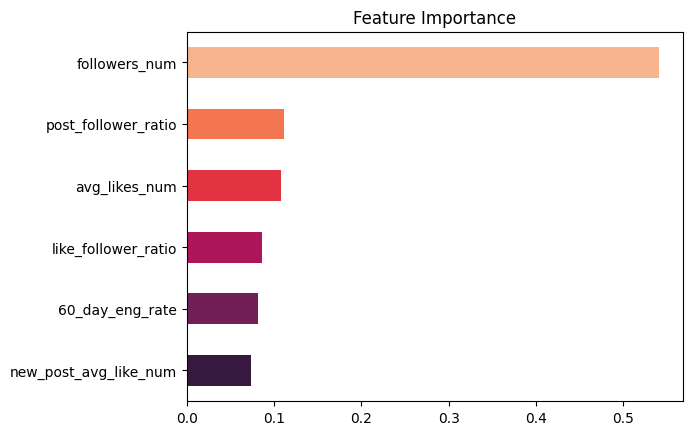 Feature Importance
followers_num
post_follower_ratio
avg_likes_num
like_follower_ratio
60_day_eng_rate
new_post_avg_like_num
0.0 0.1 0.2 0.3 0.4 0.5